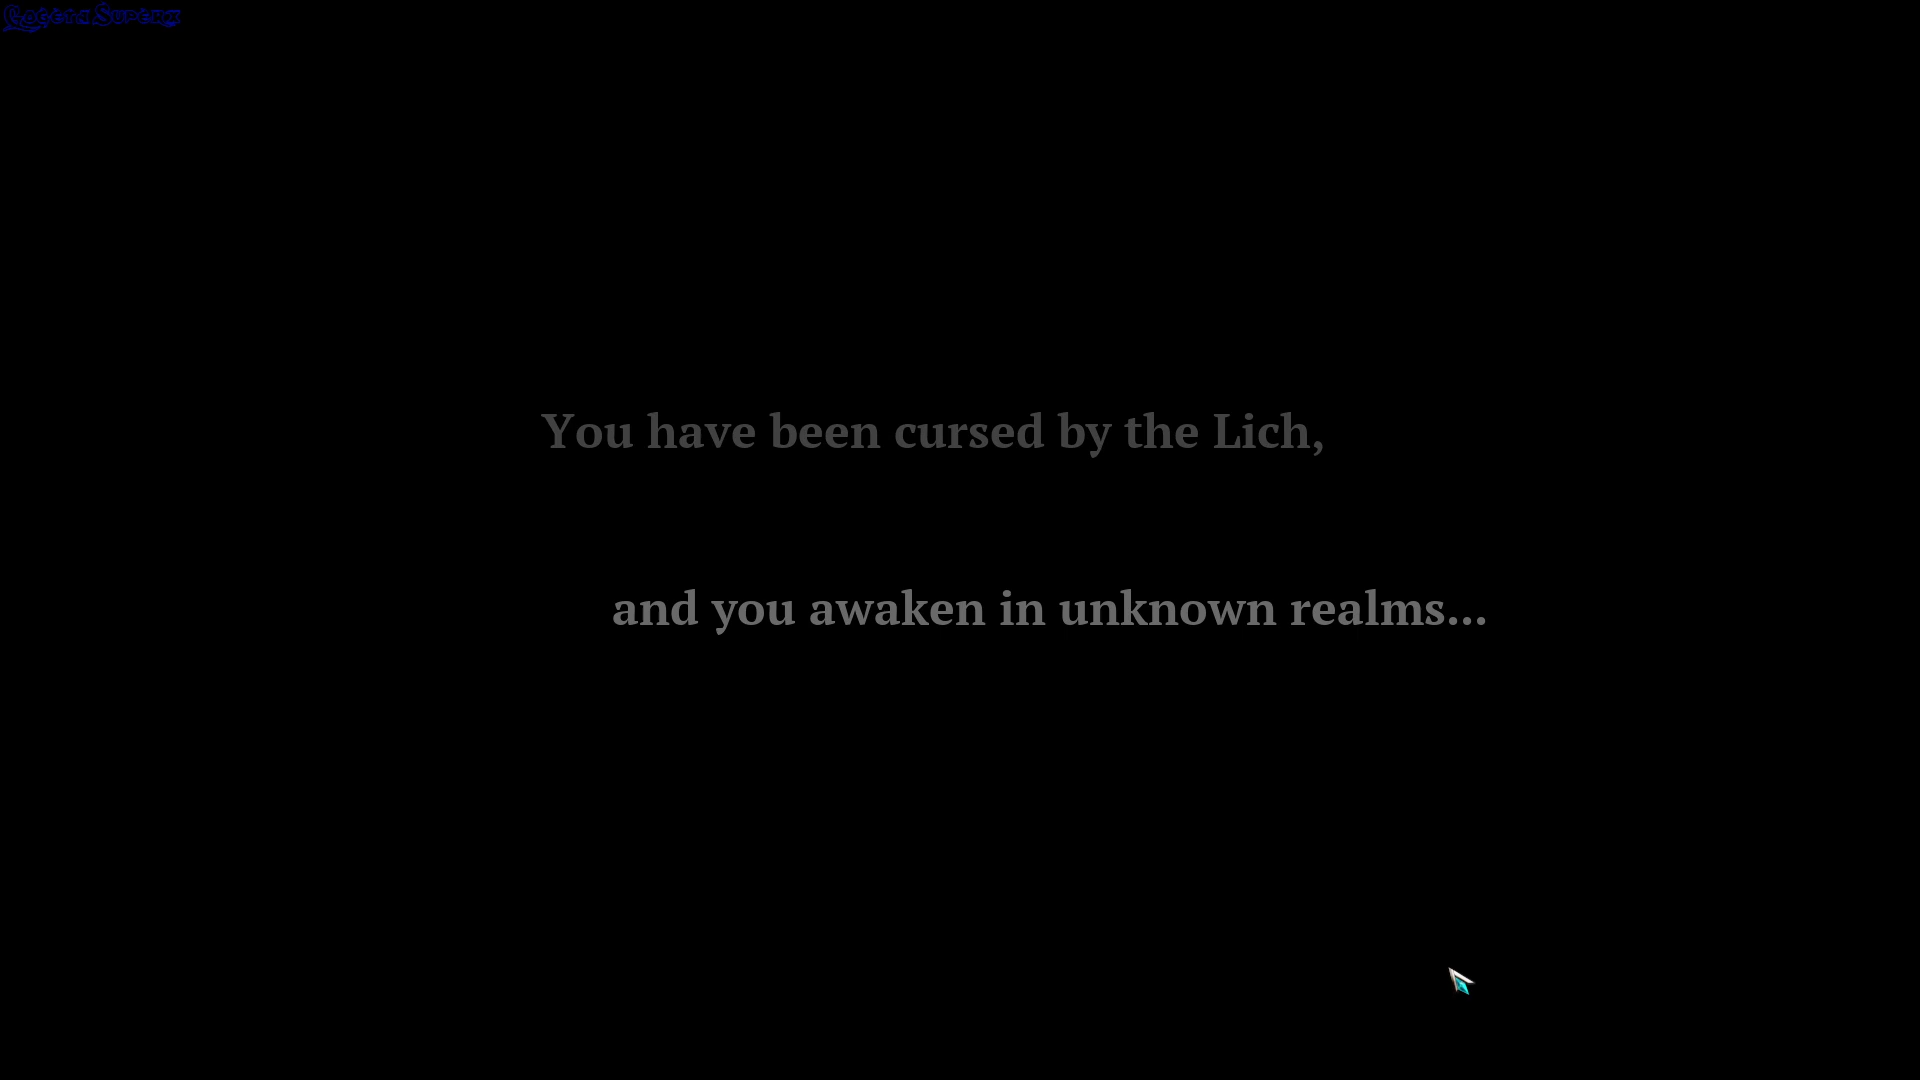 You have been cursed by the Lich,
and you awaken in unknown realms...